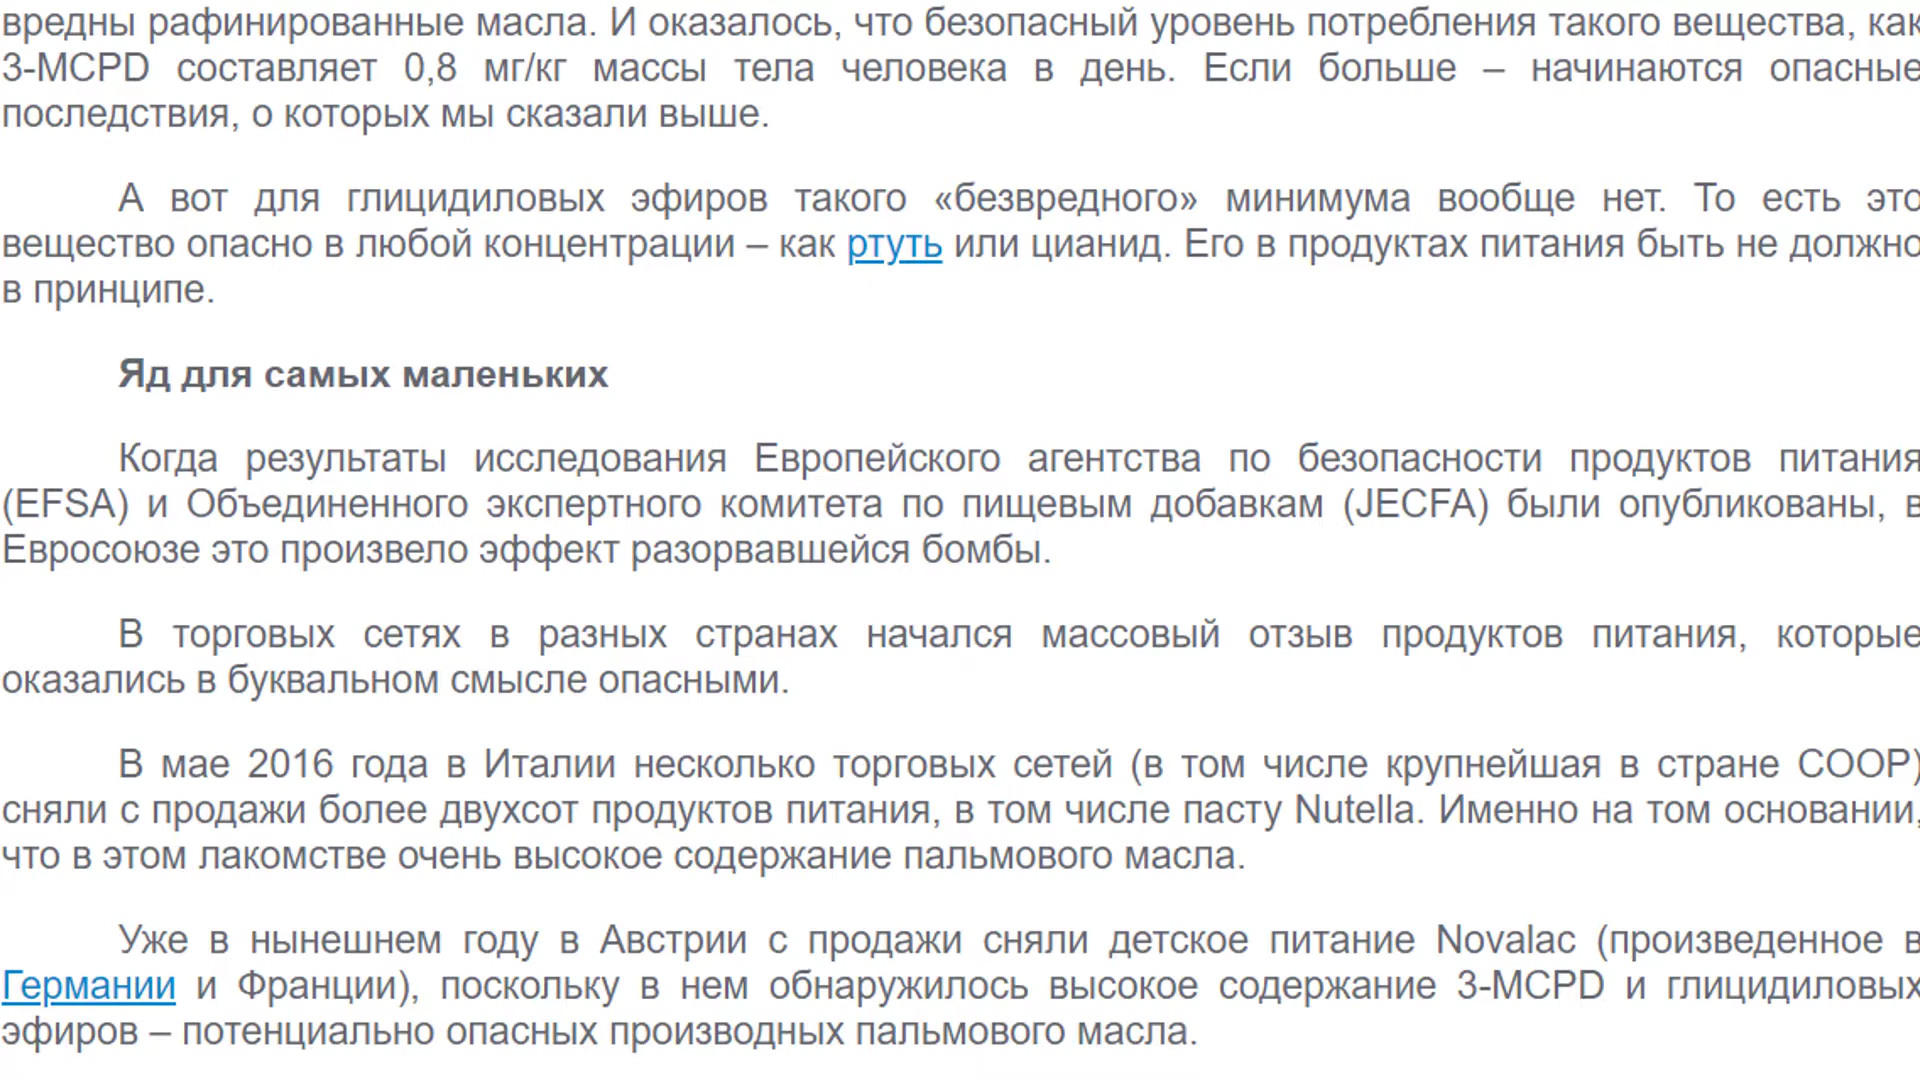 вредны рафинированные масла. И оказалось, что безопасный уровень потребления такого вещества, как
3-MCPD составляет 0,8 мг/кг массы тела человека в день. Если больше – начинаются опасные
последствия, о которых мы сказали выше.
А вот для глицидиловых эфиров такого «безвредного» минимума вообще нет. То есть это
вещество опасно в любой концентрации – как ртуть или цианид. Его в продуктах питания быть не должно
в принципе.
Яд для самых маленьких
Когда результаты исследования Европейского агентства по безопасности продуктов питания
(EFSA) и Объединенного экспертного комитета по пищевым добавкам (JECFA) были опубликованы, в
Евросоюзе это произвело эффект разорвавшейся бомбы.
В торговых сетях в разных странах начался массовый отзыв продуктов питания, которые
оказались в буквальном смысле опасными.
В мае 2016 года в Италии несколько торговых сетей (в том числе крупнейшая в стране COOP)
сняли с продажи более двухсот продуктов питания, в том числе пасту Nutella. Именно на том основании,
что в этом лакомстве очень высокое содержание пальмового масла.
Уже в нынешнем году в Австрии с продажи сняли детское питание Novalac (произведенное в
Германии и Франции), поскольку в нем обнаружилось высокое содержание 3-MCPD и глицидиловых
эфиров – потенциально опасных производных пальмового масла.